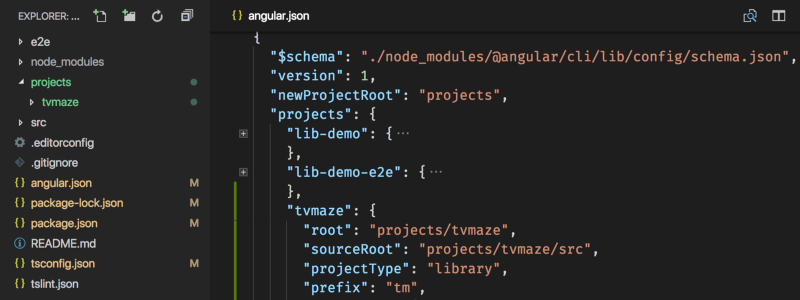 EXPLORER: ...
e2e
node_modules
projects
tvmaze
src
.editorconfig
.gitignore
{ } angular.json M
{ } package-lock.json M
{ } package.json M
README.md
{ } tsconfig.json M
{ } tslint.json
{ } angular.json
{
"$schema": "./node_modules/@angular/cli/lib/config/schema.json",
"version": 1,
"newProjectRoot": "projects",
"projects": {
"lib-demo": {···
},
"lib-demo-e2e": {···
},
"tvmaze": {
"root": "projects/tvmaze",
"sourceRoot": "projects/tvmaze/src",
"projectType": "library",
"prefix": "tm",